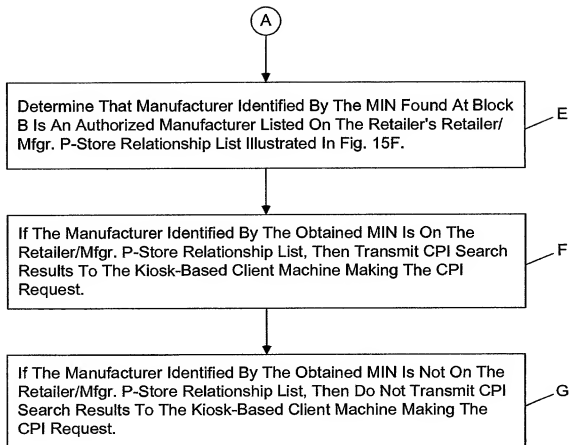 A
Determine That Manufacturer Identified By The MIN Found At Block
B Is An Authorized Manufacturer Listed On The Retailer's Retailer/
Mfgr. P-Store Relationship List Illustrated In Fig. 15F.
E
If The Manufacturer Identified By The Obtained MIN Is On The
Retailer/Mfgr. P-Store Relationship List, Then Transmit CPI Search
Results To The Kiosk-Based Client Machine Making The CPI
Request.
F
If The Manufacturer Identified By The Obtained MIN Is Not On The
Retailer/Mfgr. P-Store Relationship List, Then Do Not Transmit CPI
Search Results To The Kiosk-Based Client Machine Making The
CPI Request.
G